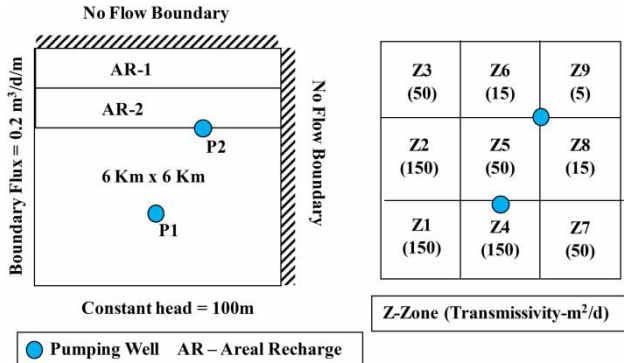 No Flow Boundary
AR-1
AR-2
P2
6 Km x 6 Km
P1
Boundary Flux = 0.2 m³/d/m
No Flow Boundary
Constant head = 100m
Z3 Z6 Z9
(50) (15) (5)
Z2 Z5 Z8
(150) (50) (15)
Z1 Z4 Z7
(150) (150) (50)
Z-Zone (Transmissivity-m²/d)
Pumping Well AR – Areal Recharge